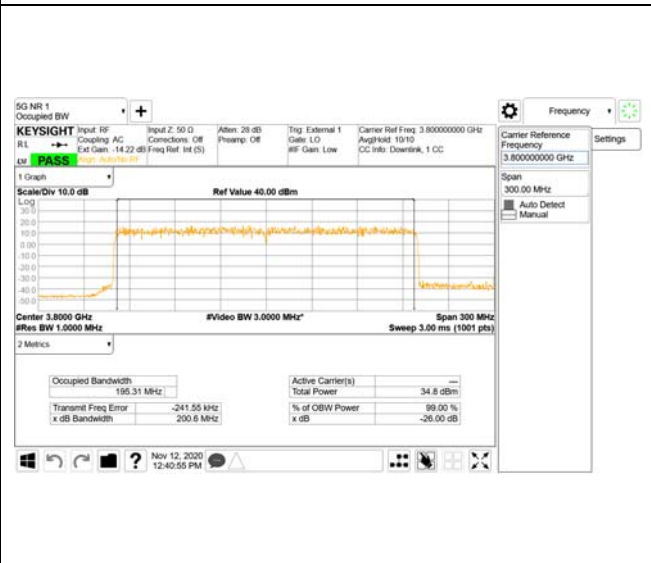 5G NR 1
Occupied BW
Frequency
KEYSIGHT
RL
PASS
Input: RF
Coupling: AC
Ext Gain: -14.22 dB
Align: Auto/No RF
Input Z: 50 Ω
Corrections: Off
Freq Ref: Int (S)
Atten: 28 dB
Preamp: Off
Trig: External 1
Gate: LO
#IF Gain: Low
Carrier Ref Freq: 3.800000000 GHz
Avg|Hold: 10/10
CC Info: Downlink, 1 CC
Carrier Reference
Frequency
3.800000000 GHz
Settings
Span
300.00 MHz
Auto Detect
Manual
1 Graph
Scale/Div 10.0 dB
Ref Value 40.00 dBm
Log
30.0
20.0
10.0
0.00
-10.0
-20.0
-30.0
-40.0
-50.0
Center 3.8000 GHz
#Video BW 3.0000 MHz*
Span 300 MHz
#Res BW 1.0000 MHz
Sweep 3.00 ms (1001 pts)
2 Metrics
Occupied Bandwidth
195.31 MHz
Active Carrier(s) —
Total Power 34.8 dBm
Transmit Freq Error -241.55 kHz
x dB Bandwidth 200.6 MHz
% of OBW Power 99.00 %
x dB -26.00 dB
Nov 12, 2020
12:40:55 PM